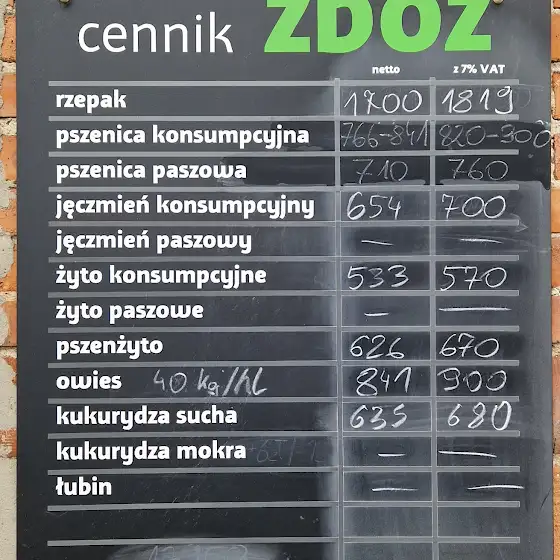 cennik ZBÓŻ
netto z 7% VAT
rzepak 1700 1819
pszenica konsumpcyjna 766-841 820-900
pszenica paszowa 710 760
jęczmień konsumpcyjny 654 700
jęczmień paszowy — —
żyto konsumpcyjne 533 570
żyto paszowe — —
pszenżyto 626 670
owies 40 kg/hl 841 900
kukurydza sucha 635 680
kukurydza mokra — —
łubin — —